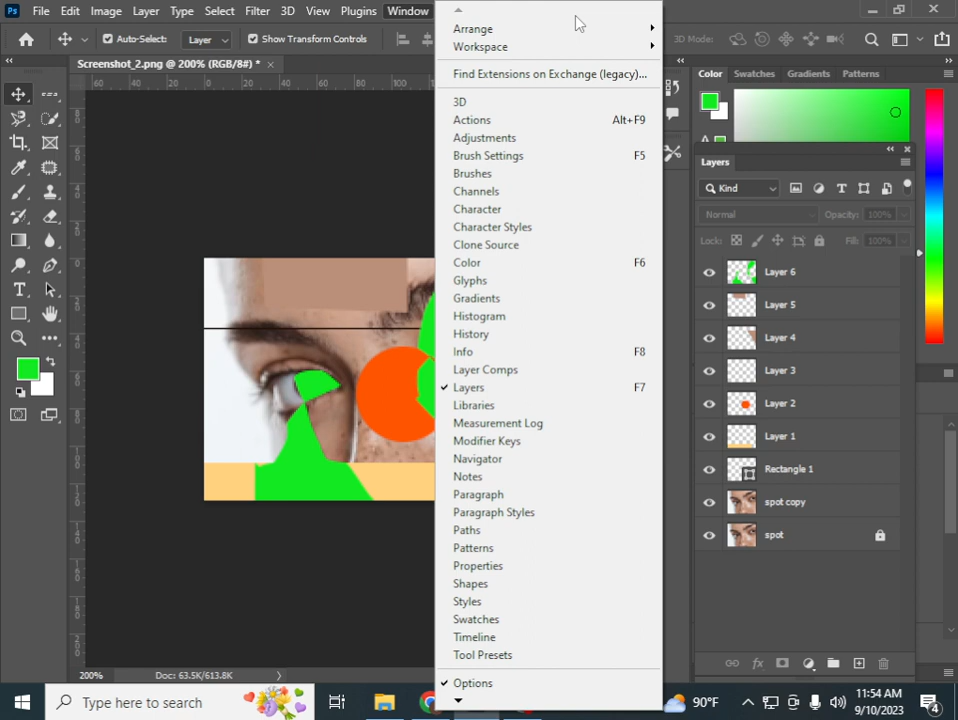 Ps File Edit Image Layer Type Select Filter 3D View Plugins Window
Auto-Select: Layer Show Transform Controls 3D Mode:
Screenshot_2.png @ 200% (RGB/8#) *
Arrange
Workspace
Find Extensions on Exchange (legacy)...
3D
Actions Alt+F9
Adjustments
Brush Settings F5
Brushes
Channels
Character
Character Styles
Clone Source
Color F6
Glyphs
Gradients
Histogram
History
Info F8
Layer Comps
Layers F7
Libraries
Measurement Log
Modifier Keys
Navigator
Notes
Paragraph
Paragraph Styles
Paths
Patterns
Properties
Shapes
Styles
Swatches
Timeline
Tool Presets
Options
Color Swatches Gradients Patterns
Layers
Kind
Normal Opacity: 100%
Lock: Fill: 100%
Layer 6
Layer 5
Layer 4
Layer 3
Layer 2
Layer 1
Rectangle 1
spot copy
spot
200% Doc: 63.5K/613.8K
Type here to search
90°F
11:54 AM
9/10/2023
4